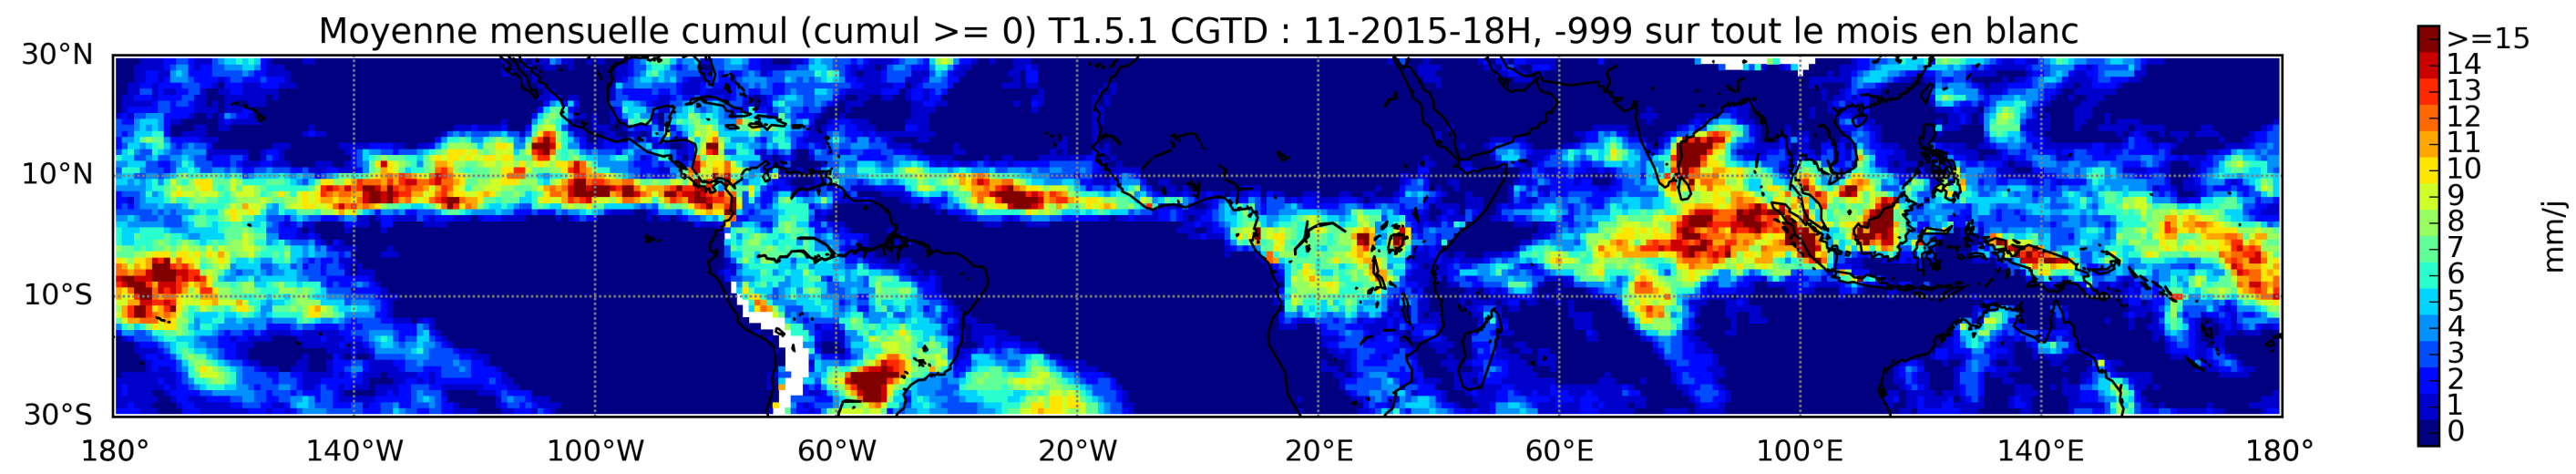 Moyenne mensuelle cumul (cumul >= 0) T1.5.1 CGTD : 11-2015-18H, -999 sur tout le mois en blanc
30°N
10°N
10°S
30°S
180°
140°W
100°W
60°W
20°W
20°E
60°E
100°E
140°E
180°
>=15
14
13
12
11
10
9
8
7
6
5
4
3
2
1
0
mm/j